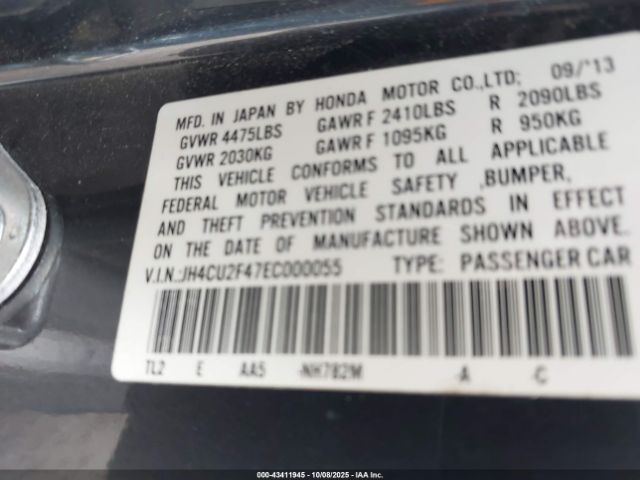 MFD. IN JAPAN BY HONDA MOTOR CO.,LTD; 09/'13
GVWR 4475LBS GAWR F 2410LBS R 2090LBS
GVWR 2030KG GAWR F 1095KG R 950KG
THIS VEHICLE CONFORMS TO ALL APPLICABLE
FEDERAL MOTOR VEHICLE SAFETY ,BUMPER,
AND THEFT PREVENTION STANDARDS IN EFFECT
ON THE DATE OF MANUFACTURE SHOWN ABOVE.
V.I.N.:JH4CU2F47EC000055 TYPE: PASSENGER CAR
TL2 E AA5 -NH782M -A -C
000-43411945 - 10/08/2025 - IAAI Inc.